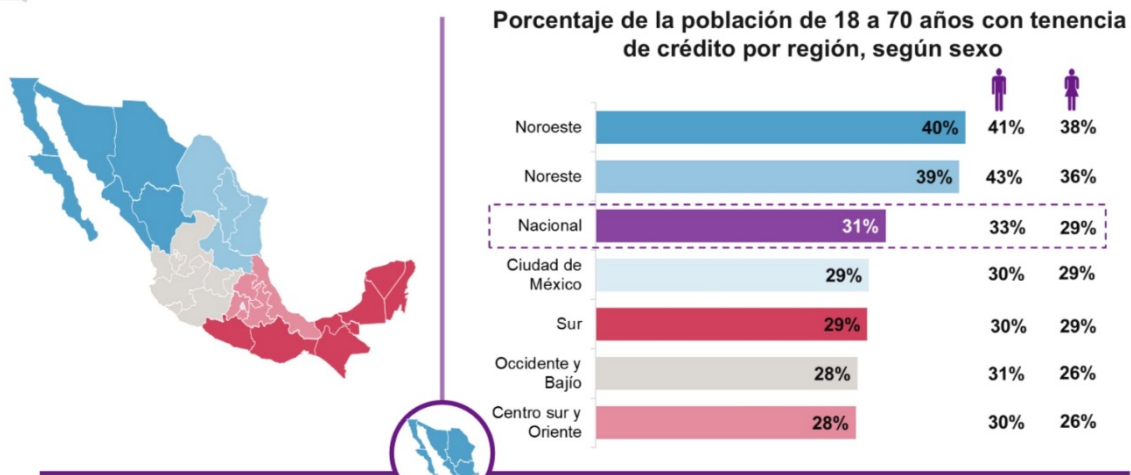 Porcentaje de la población de 18 a 70 años con tenencia
de crédito por región, según sexo
Noroeste 40% 41% 38%
Noreste 39% 43% 36%
Nacional 31% 33% 29%
Ciudad de
México 29% 30% 29%
Sur 29% 30% 29%
Occidente y
Bajío 28% 31% 26%
Centro sur y
Oriente 28% 30% 26%